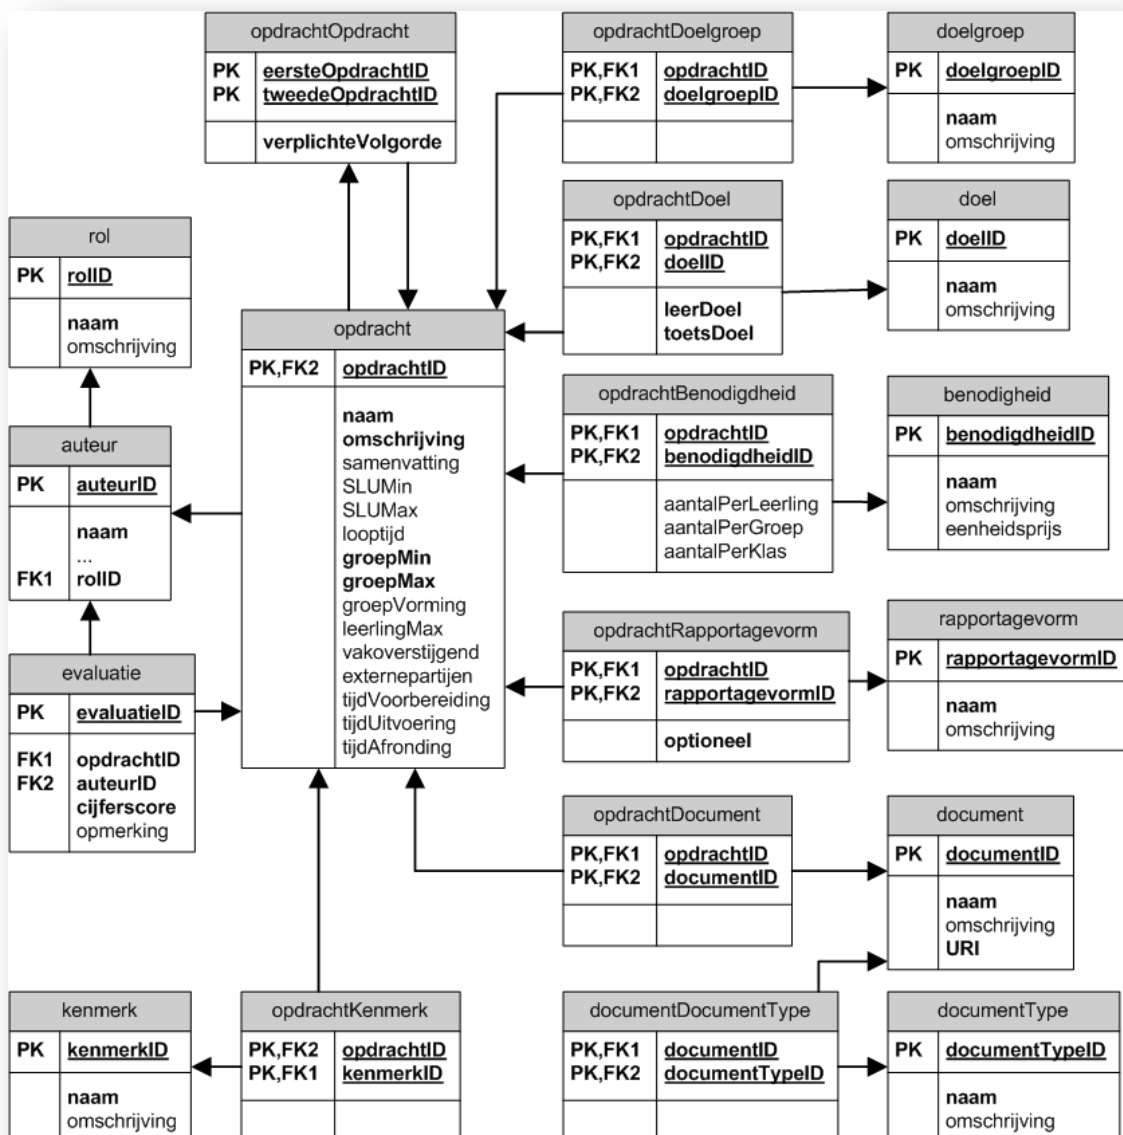 opdrachtOpdracht
PK eersteOpdrachtID
PK tweedeOpdrachtID
verplichteVolgorde
opdrachtDoelgroep
PK,FK1 opdrachtID
PK,FK2 doelgroepID
doelgroep
PK doelgroepID
naam
omschrijving
opdrachtDoel
PK,FK1 opdrachtID
PK,FK2 doelID
leerDoel
toetsDoel
doel
PK doelID
naam
omschrijving
rol
PK rolID
naam
omschrijving
opdracht
PK,FK2 opdrachtID
naam
omschrijving
samenvatting
SLUMin
SLUMax
looptijd
groepMin
groepMax
groepVorming
leerlingMax
vakoverstijgend
externepartijen
tijdVoorbereiding
tijdUitvoering
tijdAfronding
opdrachtBenodigdheid
PK,FK1 opdrachtID
PK,FK2 benodigdheidID
aantalPerLeerling
aantalPerGroep
aantalPerKlas
benodigheid
PK benodigdheidID
naam
omschrijving
eenheidsprijs
auteur
PK auteurID
naam
...
FK1 rolID
opdrachtRapportagevorm
PK,FK1 opdrachtID
PK,FK2 rapportagevormID
optioneel
rapportagevorm
PK rapportagevormID
naam
omschrijving
evaluatie
PK evaluatieID
FK1 opdrachtID
FK2 auteurID
cijferscore
opmerking
opdrachtDocument
PK,FK1 opdrachtID
PK,FK2 documentID
document
PK documentID
naam
omschrijving
URI
kenmerk
PK kenmerkID
naam
omschrijving
opdrachtKenmerk
PK,FK2 opdrachtID
PK,FK1 kenmerkID
documentDocumentType
PK,FK1 documentID
PK,FK2 documentTypeID
documentType
PK documentTypeID
naam
omschrijving